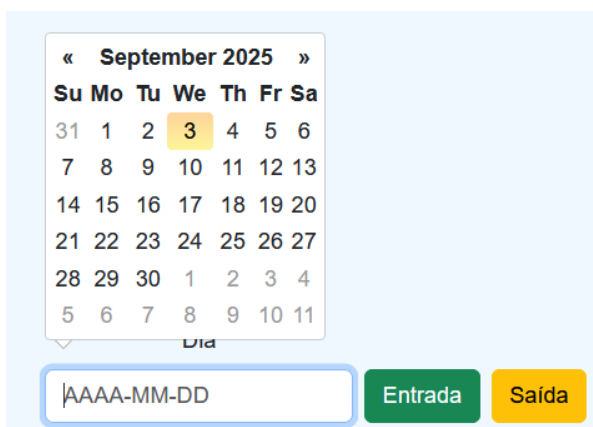 « September 2025 »
Su Mo Tu We Th Fr Sa
31 1 2 3 4 5 6
7 8 9 10 11 12 13
14 15 16 17 18 19 20
21 22 23 24 25 26 27
28 29 30 1 2 3 4
5 6 7 8 9 10 11
Dia
AAAA-MM-DD Entrada Saída